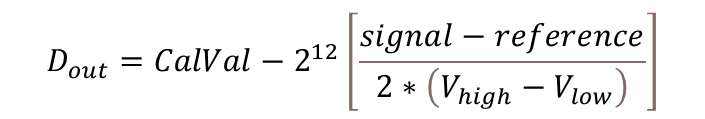 D_out = CalVal − 2^12 [ (signal − reference) / (2 * (V_high − V_low)) ]